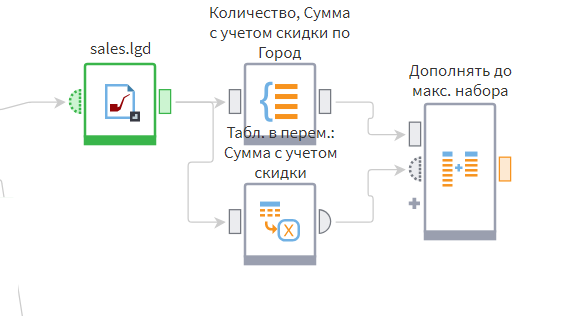 Количество, Сумма
с учетом скидки по
Город
sales.lgd
Дополнять до
макс. набора
Табл. в перем.:
Сумма с учетом
скидки
X